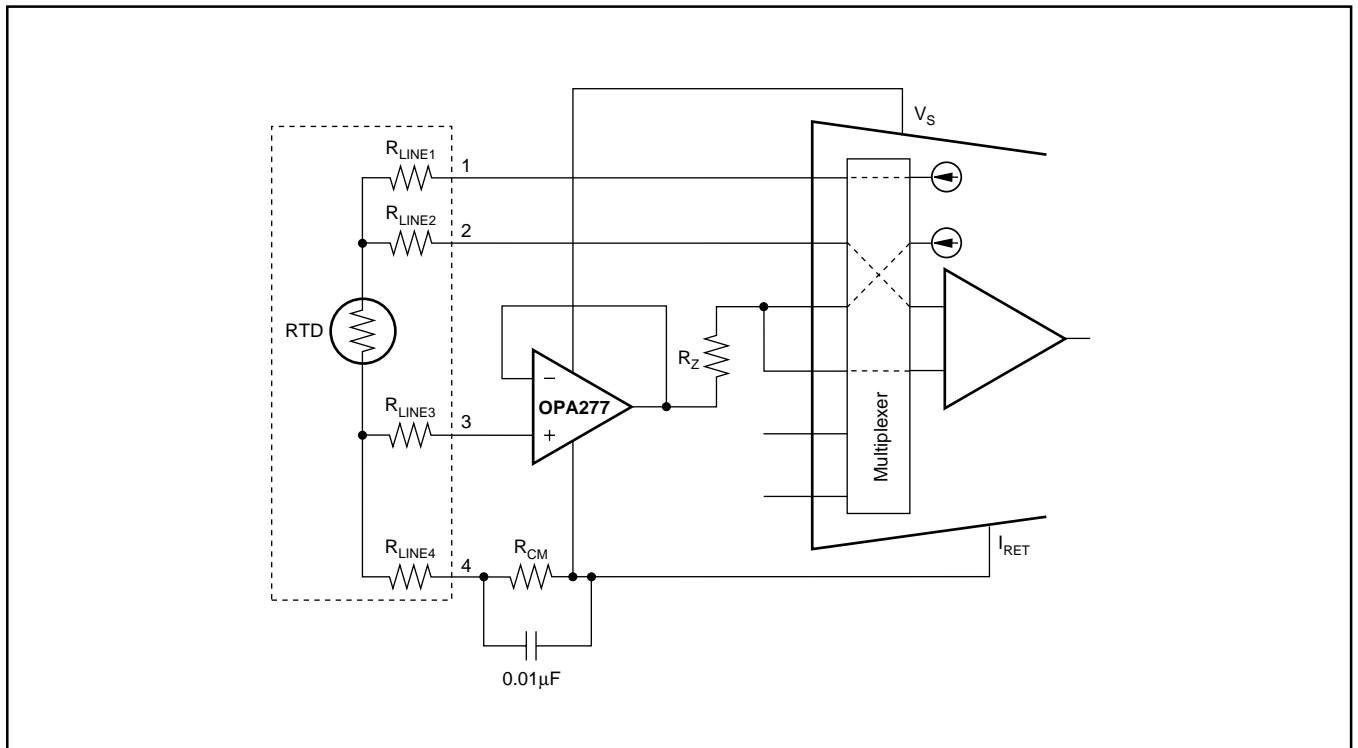 V_S
R_LINE1
1
R_LINE2
2
RTD
R_Z
−
OPA277
R_LINE3
3
+
Multiplexer
R_LINE4
4
R_CM
I_RET
0.01μF